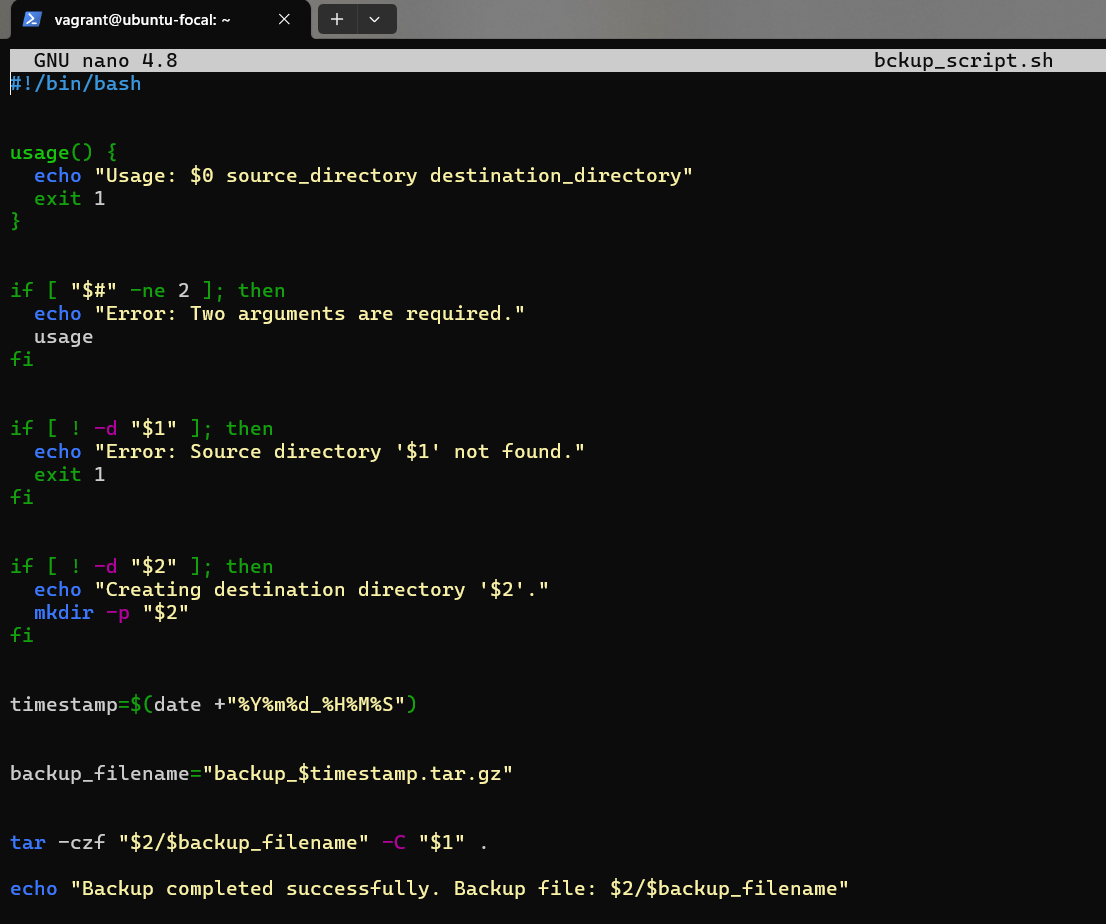 vagrant@ubuntu-focal: ~
GNU nano 4.8 bckup_script.sh
#!/bin/bash
usage() {
  echo "Usage: $0 source_directory destination_directory"
  exit 1
}
if [ "$#" -ne 2 ]; then
  echo "Error: Two arguments are required."
  usage
fi
if [ ! -d "$1" ]; then
  echo "Error: Source directory '$1' not found."
  exit 1
fi
if [ ! -d "$2" ]; then
  echo "Creating destination directory '$2'."
  mkdir -p "$2"
fi
timestamp=$(date +"%Y%m%d_%H%M%S")
backup_filename="backup_$timestamp.tar.gz"
tar -czf "$2/$backup_filename" -C "$1" .
echo "Backup completed successfully. Backup file: $2/$backup_filename"